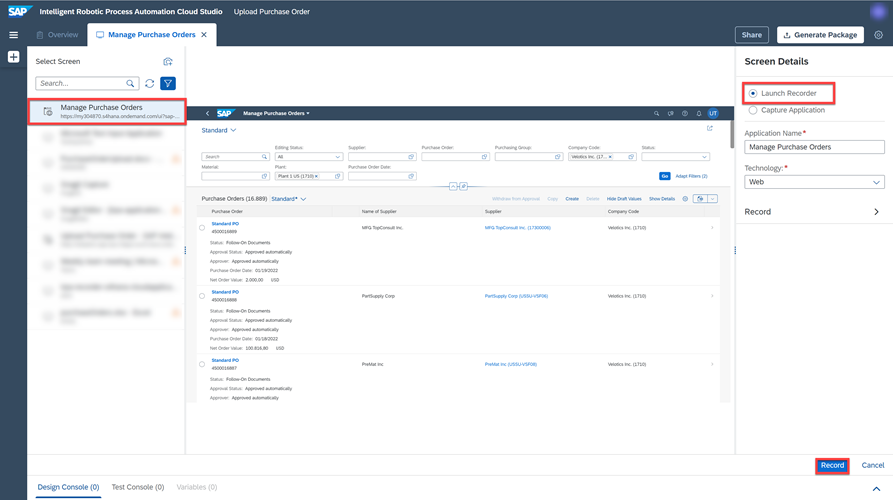 SAP Intelligent Robotic Process Automation Cloud Studio Upload Purchase Order
Overview Manage Purchase Orders Share Generate Package
Select Screen
Search...
Manage Purchase Orders
https://my304870.s4hana.ondemand.com/ui?sap-...
SAP Manage Purchase Orders UT
Standard
Editing Status: Supplier: Purchase Order: Purchasing Group: Company Code: Status:
Search All Velotics Inc. (17...
Material: Plant: Purchase Order Date:
Plant 1 US (1710) Go Adapt Filters (2)
Purchase Orders (16.889) Standard* Withdraw from Approval Copy Create Delete Hide Draft Values Show Details
Purchase Order Name of Supplier Supplier Company Code
Standard PO
4500016889 MFG TopConsult Inc. MFG TopConsult Inc. (17300006) Velotics Inc. (1710)
Status: Follow-On Documents
Approval Status: Approved automatically
Approver: Approved automatically
Purchase Order Date: 01/19/2022
Net Order Value: 2.000.00 USD
Standard PO
4500016888 PartSupply Corp PartSupply Corp (USSU-VSF08) Velotics Inc. (1710)
Status: Follow-On Documents
Approval Status: Approved automatically
Approver: Approved automatically
Purchase Order Date: 01/18/2022
Net Order Value: 100.816.80 USD
Standard PO
4500016887 PreMat Inc PreMat Inc (USSU-VSF09) Velotics Inc. (1710)
Status: Follow-On Documents
Approval Status: Approved automatically
Approver: Approved automatically
Screen Details
Launch Recorder
Capture Application
Application Name*
Manage Purchase Orders
Technology:*
Web
Record
Record Cancel
Design Console (0) Test Console (0) Variables (0)